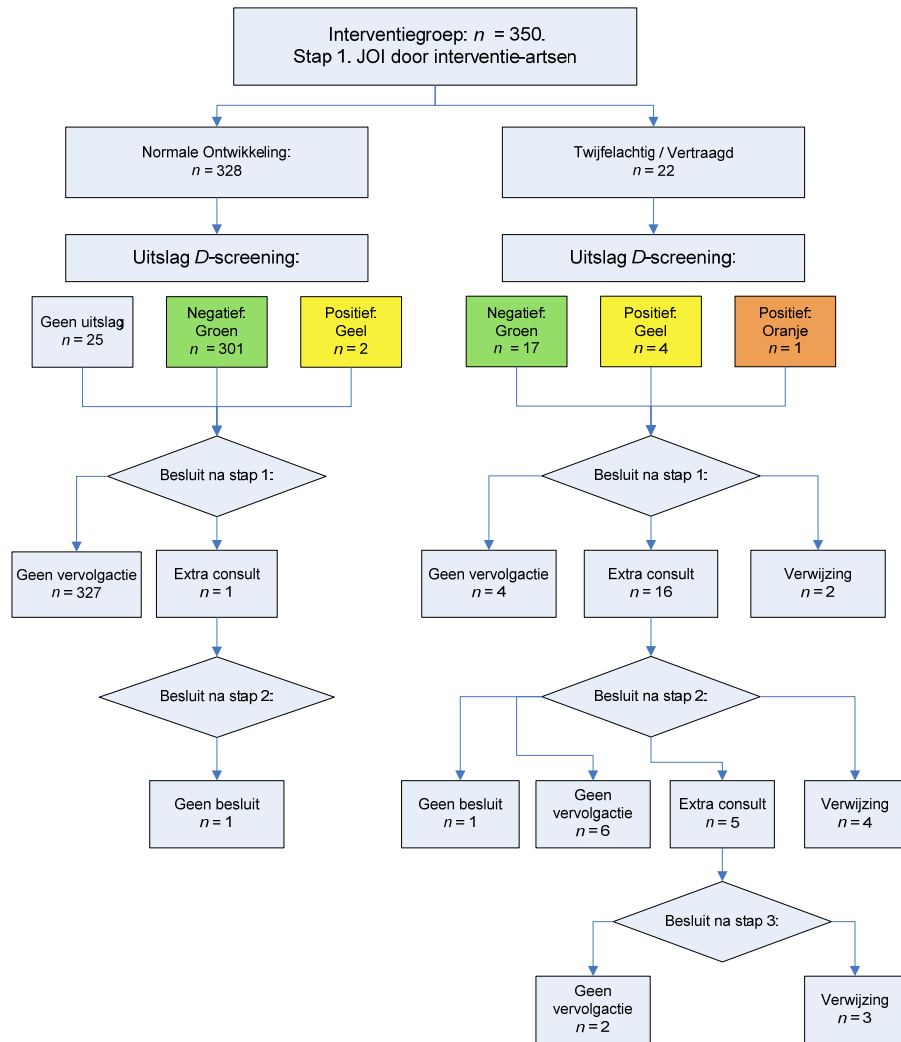 Interventiegroep: n = 350.
Stap 1. JOI door interventie-artsen
Normale Ontwikkeling:
n = 328
Twijfelachtig / Vertraagd
n = 22
Uitslag D-screening:
Uitslag D-screening:
Geen uitslag
n = 25
Negatief:
Groen
n = 301
Positief:
Geel
n = 2
Negatief:
Groen
n = 17
Positief:
Geel
n = 4
Positief:
Oranje
n = 1
Besluit na stap 1:
Besluit na stap 1:
Geen vervolgactie
n = 327
Extra consult
n = 1
Geen vervolgactie
n = 4
Extra consult
n = 16
Verwijzing
n = 2
Besluit na stap 2:
Besluit na stap 2:
Geen besluit
n = 1
Geen besluit
n = 1
Geen
vervolgactie
n = 6
Extra consult
n = 5
Verwijzing
n = 4
Besluit na stap 3:
Geen
vervolgactie
n = 2
Verwijzing
n = 3